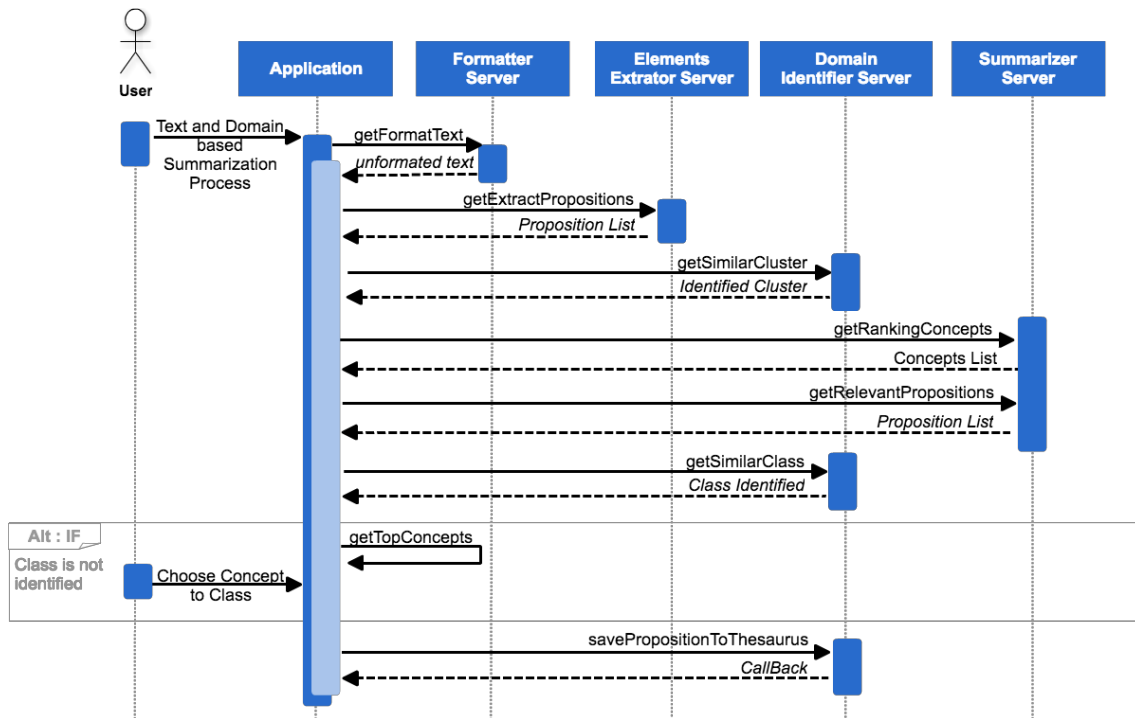 User
Application
Formatter
Server
Elements
Extrator Server
Domain
Identifier Server
Summarizer
Server
Text and Domain
based
Summarization
Process
getFormatText
unformated text
getExtractPropositions
Proposition List
getSimilarCluster
Identified Cluster
getRankingConcepts
Concepts List
getRelevantPropositions
Proposition List
getSimilarClass
Class Identified
Alt : IF
Class is not
identified
getTopConcepts
Choose Concept
to Class
savePropositionToThesaurus
CallBack